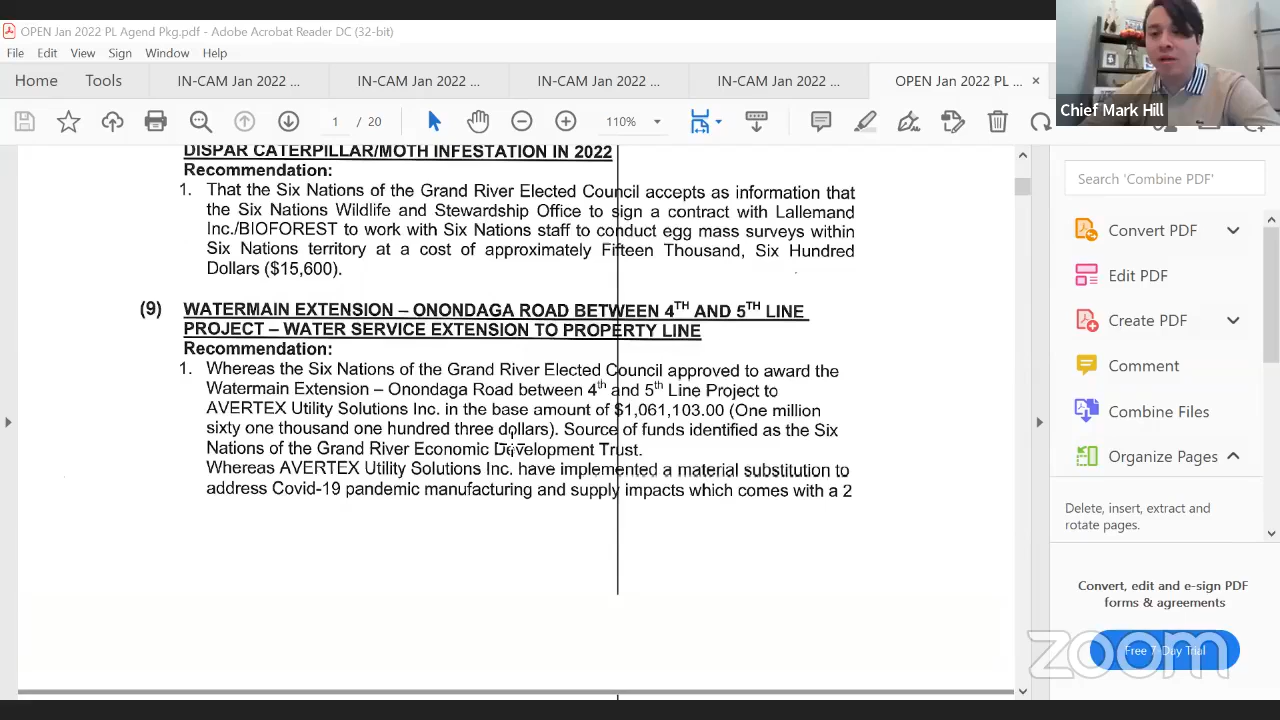 OPEN Jan 2022 PL Agend Pkg.pdf - Adobe Acrobat Reader DC (32-bit)
File Edit View Sign Window Help
Home Tools IN-CAM Jan 2022 ... IN-CAM Jan 2022 ... IN-CAM Jan 2022 ... IN-CAM Jan 2022 ... OPEN Jan 2022 PL ... ×
Chief Mark Hill
1 / 20 110%
DISPAR CATERPILLAR/MOTH INFESTATION IN 2022
Recommendation:
1. That the Six Nations of the Grand River Elected Council accepts as information that
the Six Nations Wildlife and Stewardship Office to sign a contract with Lallemand
Inc./BIOFOREST to work with Six Nations staff to conduct egg mass surveys within
Six Nations territory at a cost of approximately Fifteen Thousand, Six Hundred
Dollars ($15,600).
(9) WATERMAIN EXTENSION – ONONDAGA ROAD BETWEEN 4TH AND 5TH LINE
PROJECT – WATER SERVICE EXTENSION TO PROPERTY LINE
Recommendation:
1. Whereas the Six Nations of the Grand River Elected Council approved to award the
Watermain Extension – Onondaga Road between 4th and 5th Line Project to
AVERTEX Utility Solutions Inc. in the base amount of $1,061,103.00 (One million
sixty one thousand one hundred three dollars). Source of funds identified as the Six
Nations of the Grand River Economic Development Trust.
Whereas AVERTEX Utility Solutions Inc. have implemented a material substitution to
address Covid-19 pandemic manufacturing and supply impacts which comes with a 2
Search 'Combine PDF'
Convert PDF
Edit PDF
Create PDF
Comment
Combine Files
Organize Pages
Delete, insert, extract and
rotate pages.
Convert, edit and e-sign PDF
forms & agreements
Free 7-Day Trial
zoom